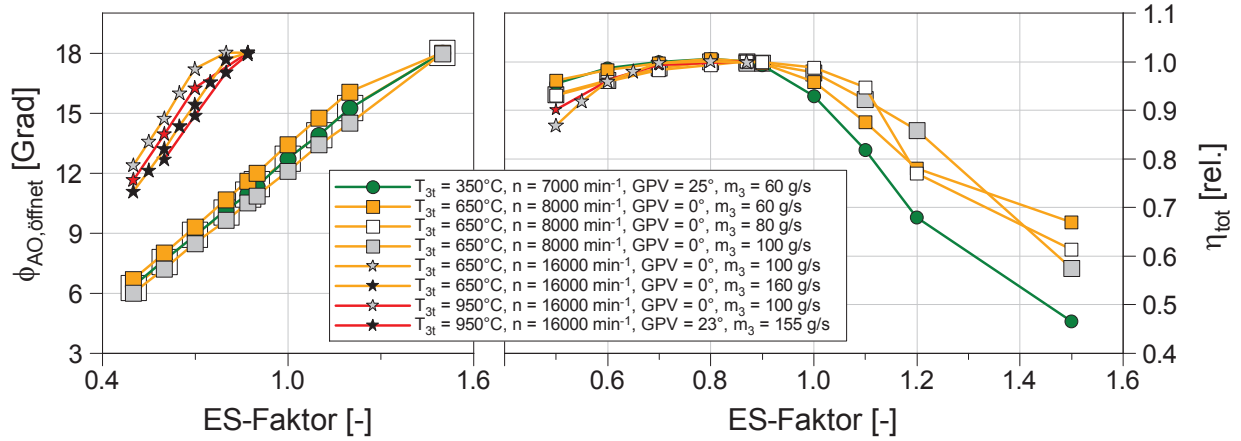 18
15
12
9
6
3
ϕAO,öffnet [Grad]
0.4
1.0
1.6
ES-Faktor [-]
T3t = 350°C, n = 7000 min-1, GPV = 25°, m3 = 60 g/s
T3t = 650°C, n = 8000 min-1, GPV = 0°, m3 = 60 g/s
T3t = 650°C, n = 8000 min-1, GPV = 0°, m3 = 80 g/s
T3t = 650°C, n = 8000 min-1, GPV = 0°, m3 = 100 g/s
T3t = 650°C, n = 16000 min-1, GPV = 0°, m3 = 100 g/s
T3t = 650°C, n = 16000 min-1, GPV = 0°, m3 = 160 g/s
T3t = 950°C, n = 16000 min-1, GPV = 0°, m3 = 100 g/s
T3t = 950°C, n = 16000 min-1, GPV = 23°, m3 = 155 g/s
0.6
0.8
1.0
1.2
1.4
1.6
ES-Faktor [-]
1.1
1.0
0.9
0.8
0.7
0.6
0.5
0.4
ηtot [rel.]